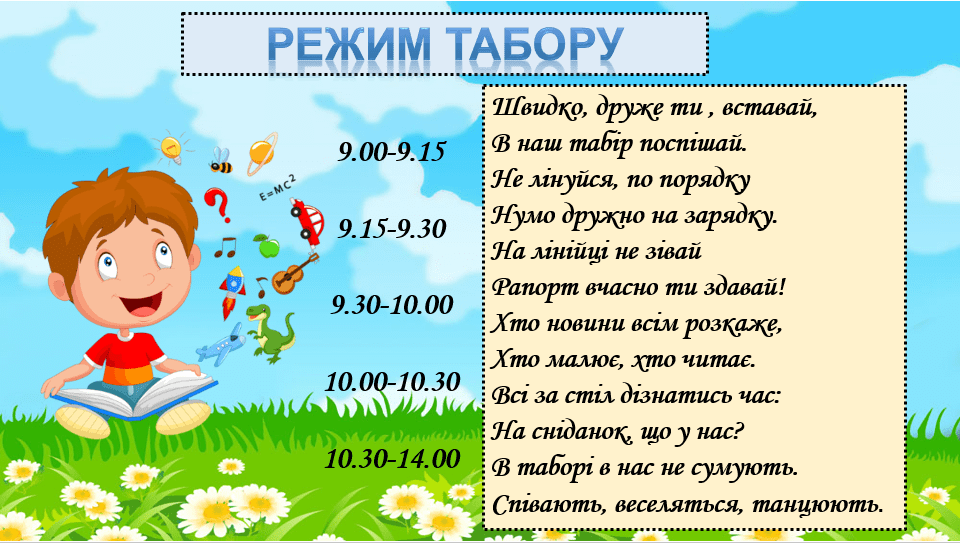 РЕЖИМ ТАБОРУ
9.00-9.15
9.15-9.30
9.30-10.00
10.00-10.30
10.30-14.00
Швидко, друже ти , вставай,
В наш табір поспішай.
Не лінуйся, по порядку
Нумо дружно на зарядку.
На лінійці не зівай
Рапорт вчасно ти здавай!
Хто новини всім розкаже,
Хто малює, хто читає.
Всі за стіл дізнатись час:
На сніданок, що у нас?
В таборі в нас не сумують.
Співають, веселяться, танцюють.
E=MC2